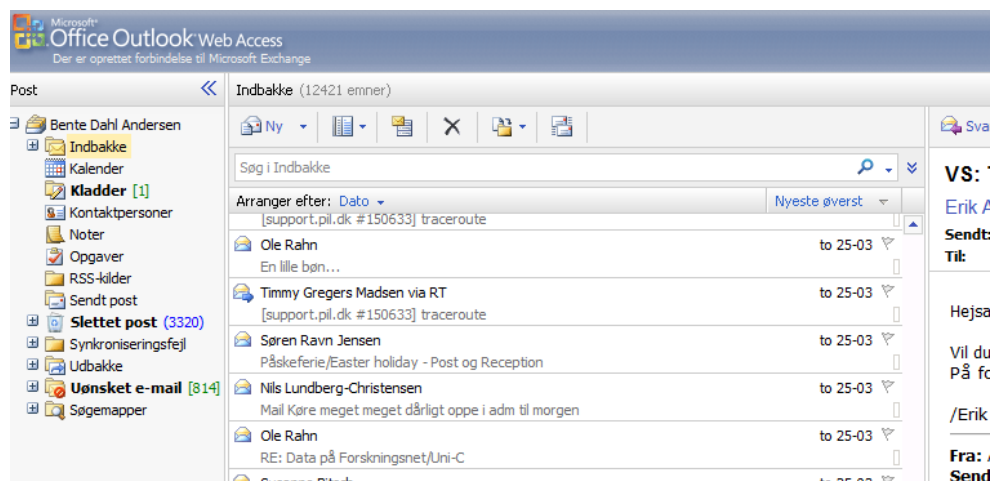 Microsoft
Office Outlook Web Access
Der er oprettet forbindelse til Microsoft Exchange
Post
Indbakke (12421 emner)
Bente Dahl Andersen
Indbakke
Kalender
Kladder [1]
Kontaktpersoner
Noter
Opgaver
RSS-kilder
Sendt post
Slettet post (3320)
Synkroniseringsfejl
Udbakke
Uønsket e-mail [814]
Søgemapper
Ny
Søg i Indbakke
Arranger efter: Dato
Nyeste øverst
[support.pil.dk #150633] traceroute
Ole Rahn to 25-03
En lille bøn...
Timmy Gregers Madsen via RT to 25-03
[support.pil.dk #150633] traceroute
Søren Ravn Jensen to 25-03
Påskeferie/Easter holiday - Post og Reception
Nils Lundberg-Christensen to 25-03
Mail Køre meget meget dårligt oppe i adm til morgen
Ole Rahn to 25-03
RE: Data på Forskningsnet/Uni-C
Sva
VS:
Erik A
Sendt:
Til:
Hejsa
Vil du
På fo
/Erik
Fra:
Send